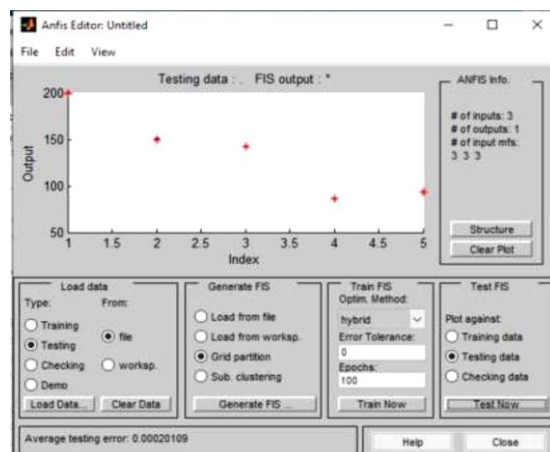 Anfis Editor: Untitled
File Edit View
Testing data : . FIS output : *
200
150
100
50
Output
1 1.5 2 2.5 3 3.5 4 4.5 5
Index
ANFIS Info.
# of inputs: 3
# of outputs: 1
# of input mfs:
3 3 3
Structure
Clear Plot
Load data
Type: From:
Training
Testing
Checking
Demo
file
worksp.
Load Data... Clear Data
Generate FIS
Load from file
Load from worksp.
Grid partition
Sub. clustering
Generate FIS ...
Train FIS
Optim. Method:
hybrid
Error Tolerance:
0
Epochs:
100
Train Now
Test FIS
Plot against:
Training data
Testing data
Checking data
Test Now
Average testing error: 0.00020109
Help Close